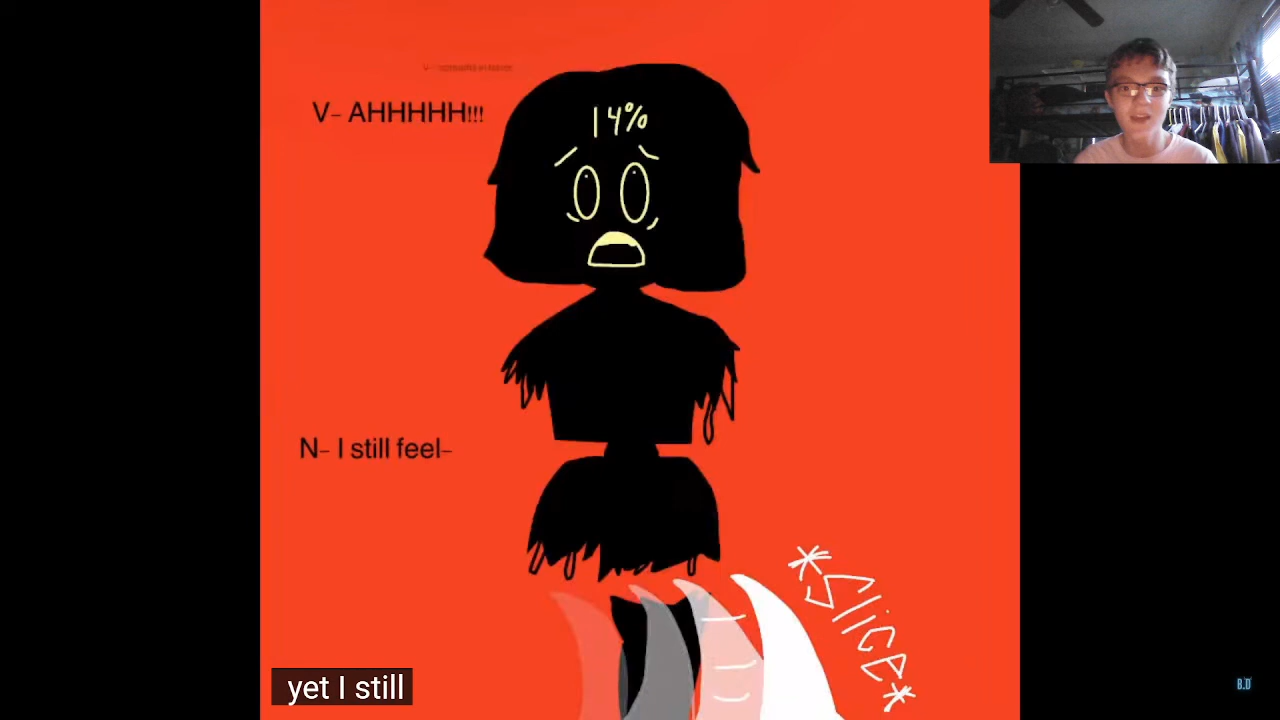 V- AHHHHH!!!
14%
N- I still feel-
*Slice*
yet I still
B.D